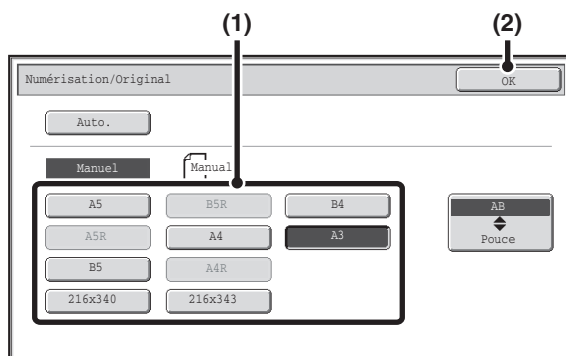 (1) (2)
Numérisation/Original OK
Auto.
Manuel Manual
A5 B5R B4 AB
A5R A4 A3 Pouce
B5 A4R
216x340 216x343